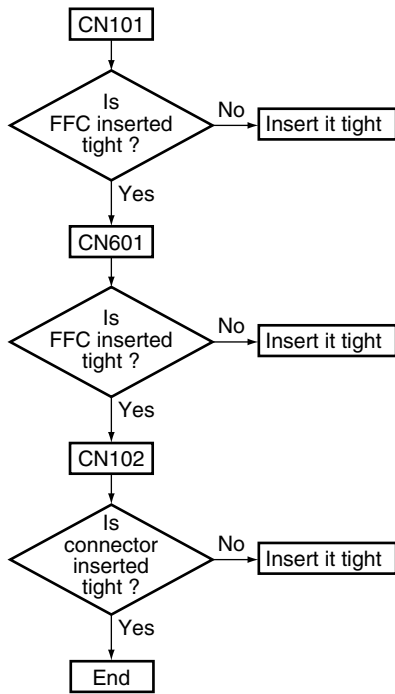 CN101
Is
FFC inserted
tight ?
No
Insert it tight
Yes
CN601
Is
FFC inserted
tight ?
No
Insert it tight
Yes
CN102
Is
connector
inserted
tight ?
No
Insert it tight
Yes
End